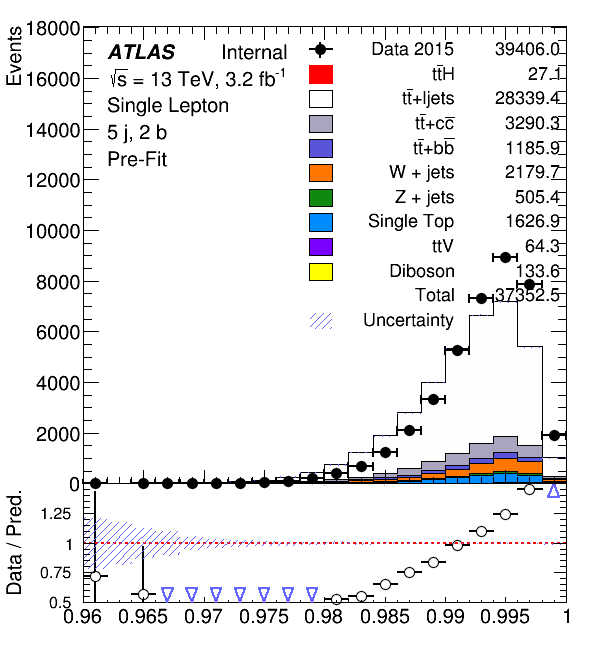 Events
18000
16000
14000
12000
10000
8000
6000
4000
2000
0
ATLAS Internal
√s = 13 TeV, 3.2 fb⁻¹
Single Lepton
5 j, 2 b
Pre-Fit
Data 2015 39406.0
tt̄H 27.1
tt̄+ljets 28339.4
tt̄+cc̄ 3290.3
tt̄+bb̄ 1185.9
W + jets 2179.7
Z + jets 505.4
Single Top 1626.9
ttV 64.3
Diboson 133.6
Total 37352.5
Uncertainty
Data / Pred.
1.25
1
0.75
0.5
0.96 0.965 0.97 0.975 0.98 0.985 0.99 0.995 1